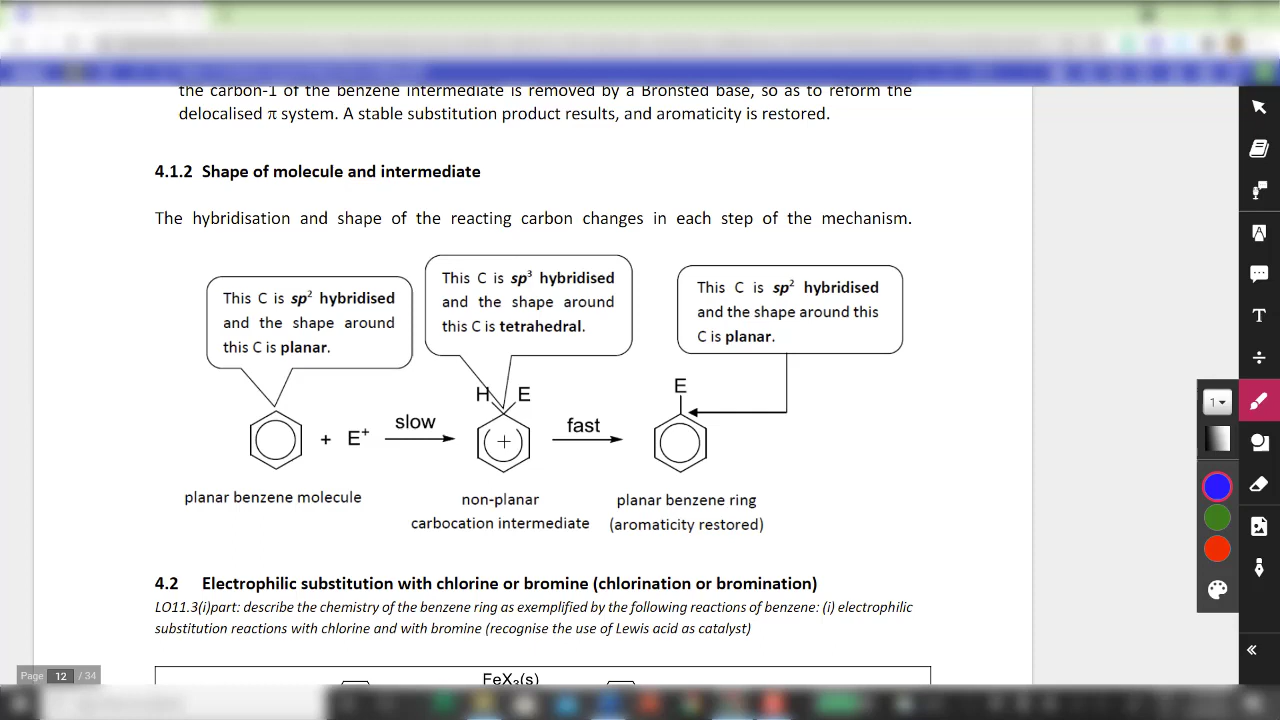 the carbon-1 of the benzene intermediate is removed by a Bronsted base, so as to reform the
delocalised π system. A stable substitution product results, and aromaticity is restored.
4.1.2 Shape of molecule and intermediate
The hybridisation and shape of the reacting carbon changes in each step of the mechanism.
This C is sp² hybridised
and the shape around
this C is planar.
This C is sp³ hybridised
and the shape around
this C is tetrahedral.
This C is sp² hybridised
and the shape around this
C is planar.
H E
E
+ E⁺
slow
+
fast
planar benzene molecule
non-planar
carbocation intermediate
planar benzene ring
(aromaticity restored)
4.2 Electrophilic substitution with chlorine or bromine (chlorination or bromination)
LO11.3(i)part: describe the chemistry of the benzene ring as exemplified by the following reactions of benzene: (i) electrophilic
substitution reactions with chlorine and with bromine (recognise the use of Lewis acid as catalyst)
FeX₃(s)
Page 12 / 34
1
T